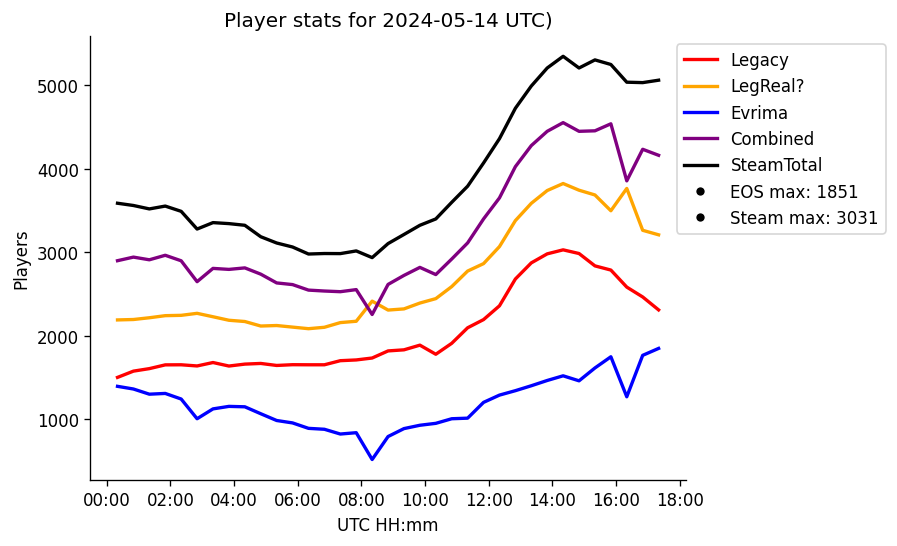 Player stats for 2024-05-14 UTC)
Legacy
LegReal?
Evrima
Combined
SteamTotal
EOS max: 1851
Steam max: 3031
Players
5000
4000
3000
2000
1000
00:00 02:00 04:00 06:00 08:00 10:00 12:00 14:00 16:00 18:00
UTC HH:mm